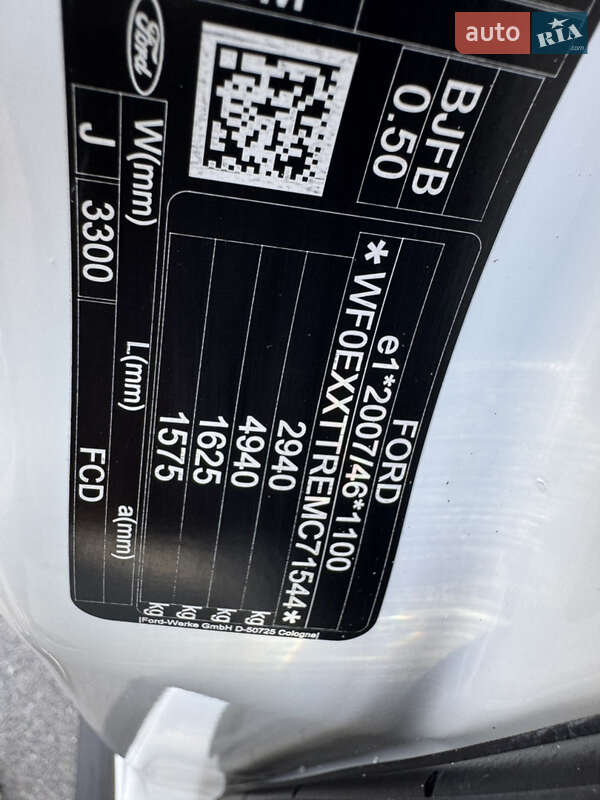 auto RIA.com
BJFB
0.50
FORD
e1*2007/46*1100
*WF0EXXTTREMC71544*
2940 kg
4940 kg
1625 kg
1575 kg
|Ford-Werke GmbH D-50725 Cologne|
Ford
W(mm) L(mm) a(mm)
J 3300 FCD